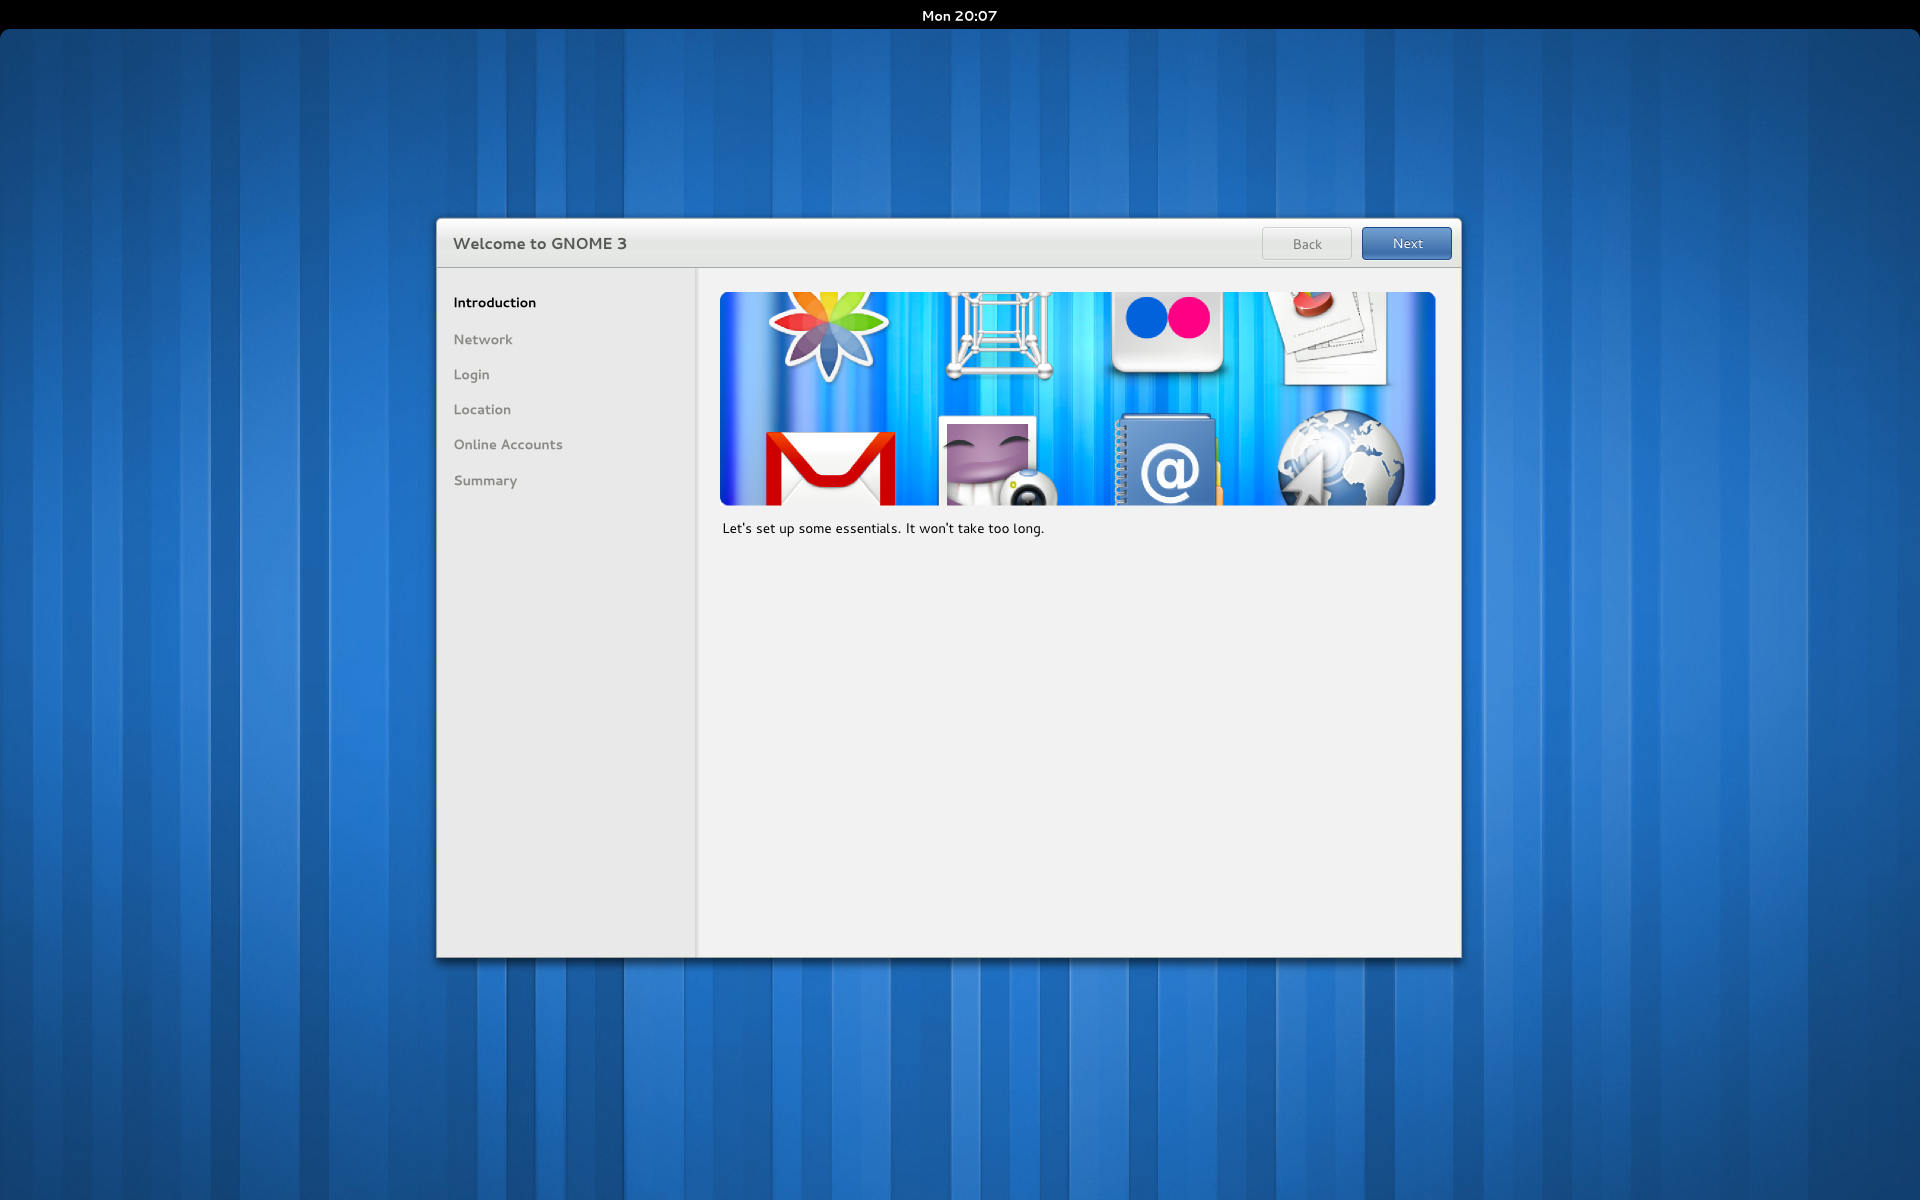 Mon 20:07
Welcome to GNOME 3
Back
Next
Introduction
Network
Login
Location
Online Accounts
Summary
@
Let's set up some essentials. It won't take too long.